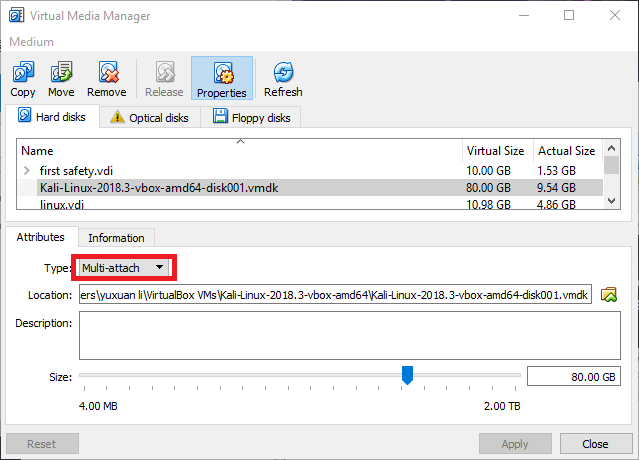 Virtual Media Manager
Medium
Copy Move Remove Release Properties Refresh
Hard disks Optical disks Floppy disks
Name Virtual Size Actual Size
first safety.vdi 10.00 GB 1.53 GB
Kali-Linux-2018.3-vbox-amd64-disk001.vmdk 80.00 GB 9.54 GB
linux.vdi 10.98 GB 4.86 GB
Attributes Information
Type: Multi-attach
Location: ers\yuxuan li\VirtualBox VMs\Kali-Linux-2018.3-vbox-amd64\Kali-Linux-2018.3-vbox-amd64-disk001.vmdk
Description:
Size: 80.00 GB
4.00 MB 2.00 TB
Reset Apply Close